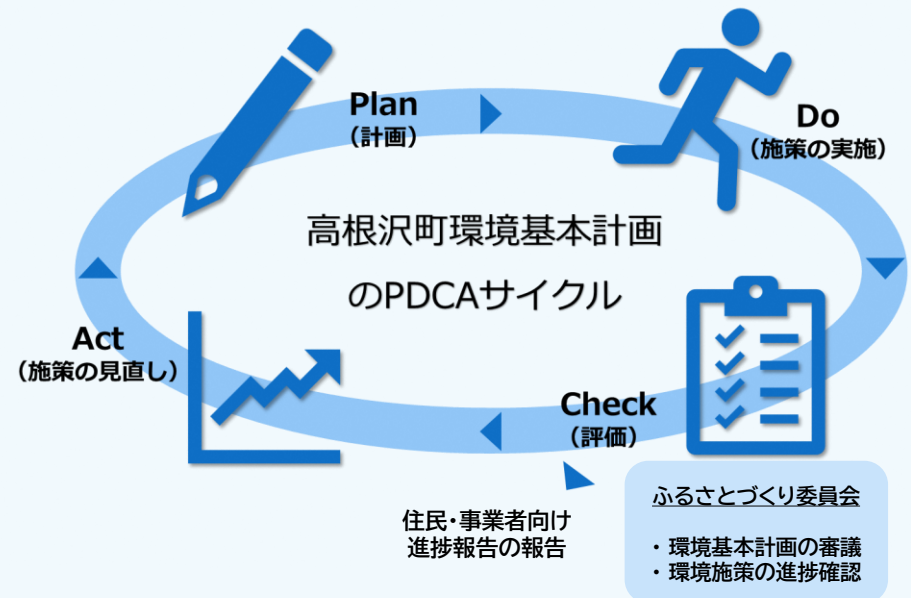 Plan
（計画）
Do
（施策の実施）
高根沢町環境基本計画
のPDCAサイクル
Act
（施策の見直し）
Check
（評価）
住民・事業者向け
進捗報告の報告
ふるさとづくり委員会
・環境基本計画の審議
・環境施策の進捗確認